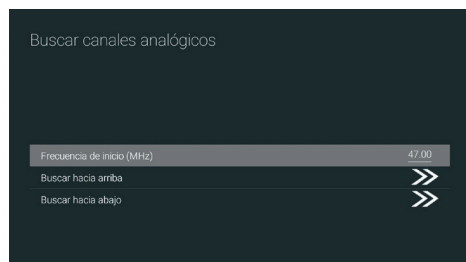 Buscar canales analógicos
Frecuencia de inicio (MHz) 47.00
Buscar hacia arriba
Buscar hacia abajo